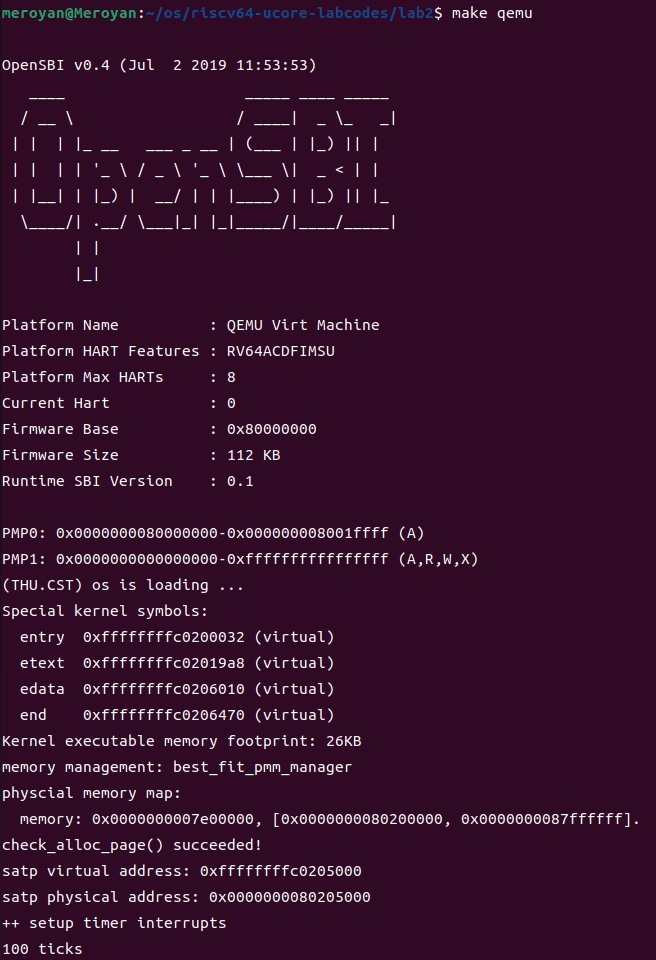 meroyan@Meroyan:~/os/riscv64-ucore-labcodes/lab2$ make qemu

OpenSBI v0.4 (Jul  2 2019 11:53:53)
   ____                    _____ ____ _____
  / __ \                  / ____|  _ \_   _|
 | |  | |_ __   ___ _ __ | (___ | |_) || |
 | |  | | '_ \ / _ \ '_ \ \___ \|  _ < | |
 | |__| | |_) |  __/ | | |____) | |_) || |_
  \____/| .__/ \___|_| |_|_____/|____/_____|
        | |
        |_|

Platform Name          : QEMU Virt Machine
Platform HART Features : RV64ACDFIMSU
Platform Max HARTs     : 8
Current Hart           : 0
Firmware Base          : 0x80000000
Firmware Size          : 112 KB
Runtime SBI Version    : 0.1

PMP0: 0x0000000080000000-0x000000008001ffff (A)
PMP1: 0x0000000000000000-0xffffffffffffffff (A,R,W,X)
(THU.CST) os is loading ...
Special kernel symbols:
  entry  0xffffffffc0200032 (virtual)
  etext  0xffffffffc02019a8 (virtual)
  edata  0xffffffffc0206010 (virtual)
  end    0xffffffffc0206470 (virtual)
Kernel executable memory footprint: 26KB
memory management: best_fit_pmm_manager
physcial memory map:
  memory: 0x0000000007e00000, [0x0000000080200000, 0x0000000087ffffff].
check_alloc_page() succeeded!
satp virtual address: 0xffffffffc0205000
satp physical address: 0x0000000080205000
++ setup timer interrupts
100 ticks